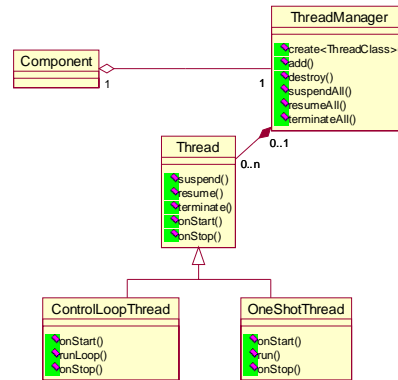 ThreadManager
create<ThreadClass>
add()
destroy()
suspendAll()
resumeAll()
terminateAll()
Component
1
1
0..1
Thread
0..n
suspend()
resume()
terminate()
onStart()
onStop()
ControlLoopThread
onStart()
runLoop()
onStop()
OneShotThread
onStart()
run()
onStop()